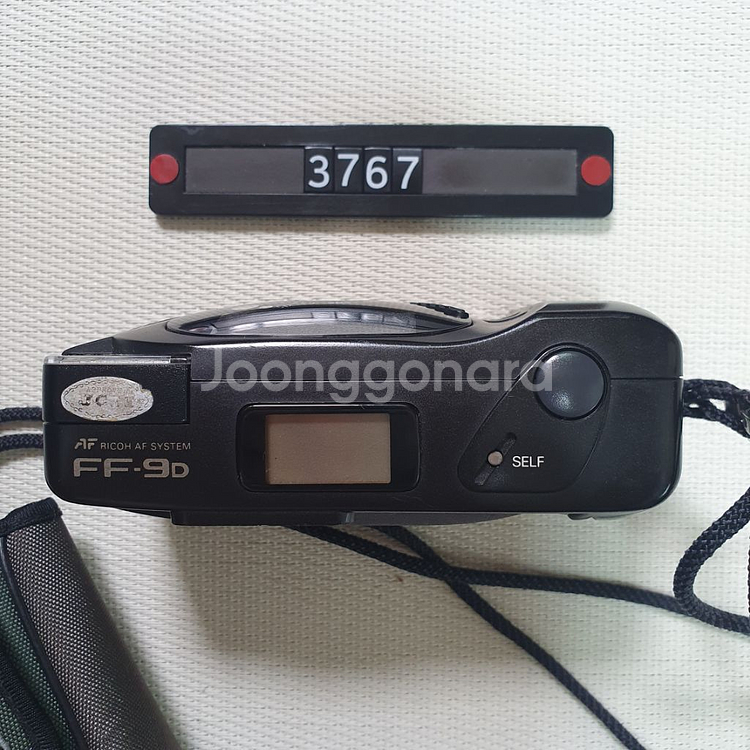 3767
Joonggonara
AF RICOH AF SYSTEM
FF-9D
SELF